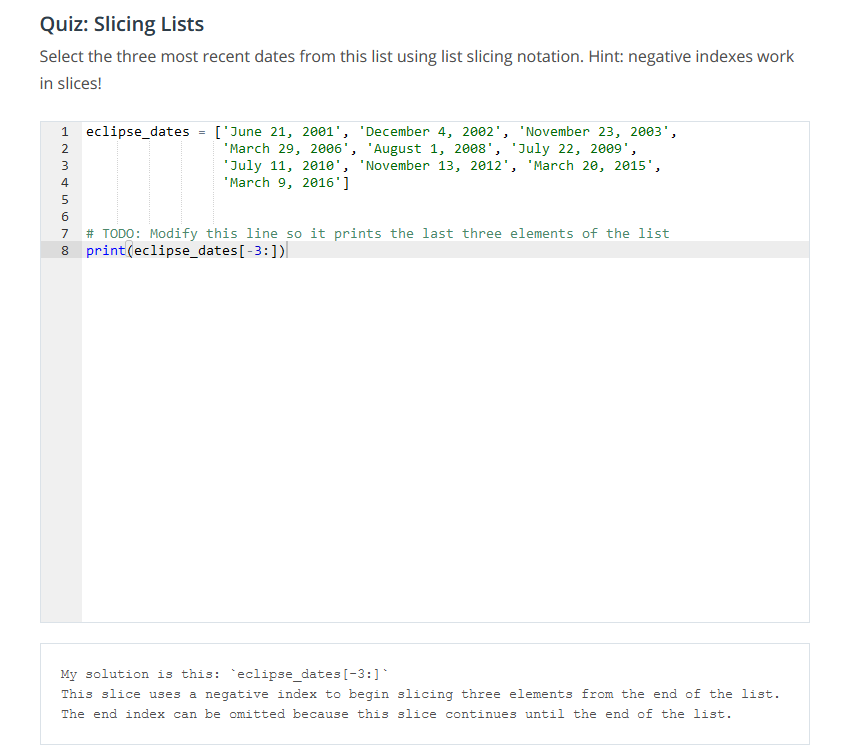 Quiz: Slicing Lists
Select the three most recent dates from this list using list slicing notation. Hint: negative indexes work
in slices!
1 eclipse_dates = ['June 21, 2001', 'December 4, 2002', 'November 23, 2003',
2 'March 29, 2006', 'August 1, 2008', 'July 22, 2009',
3 'July 11, 2010', 'November 13, 2012', 'March 20, 2015',
4 'March 9, 2016']
5
6
7 # TODO: Modify this line so it prints the last three elements of the list
8 print(eclipse_dates[-3:])
My solution is this: `eclipse_dates[-3:]`
This slice uses a negative index to begin slicing three elements from the end of the list.
The end index can be omitted because this slice continues until the end of the list.